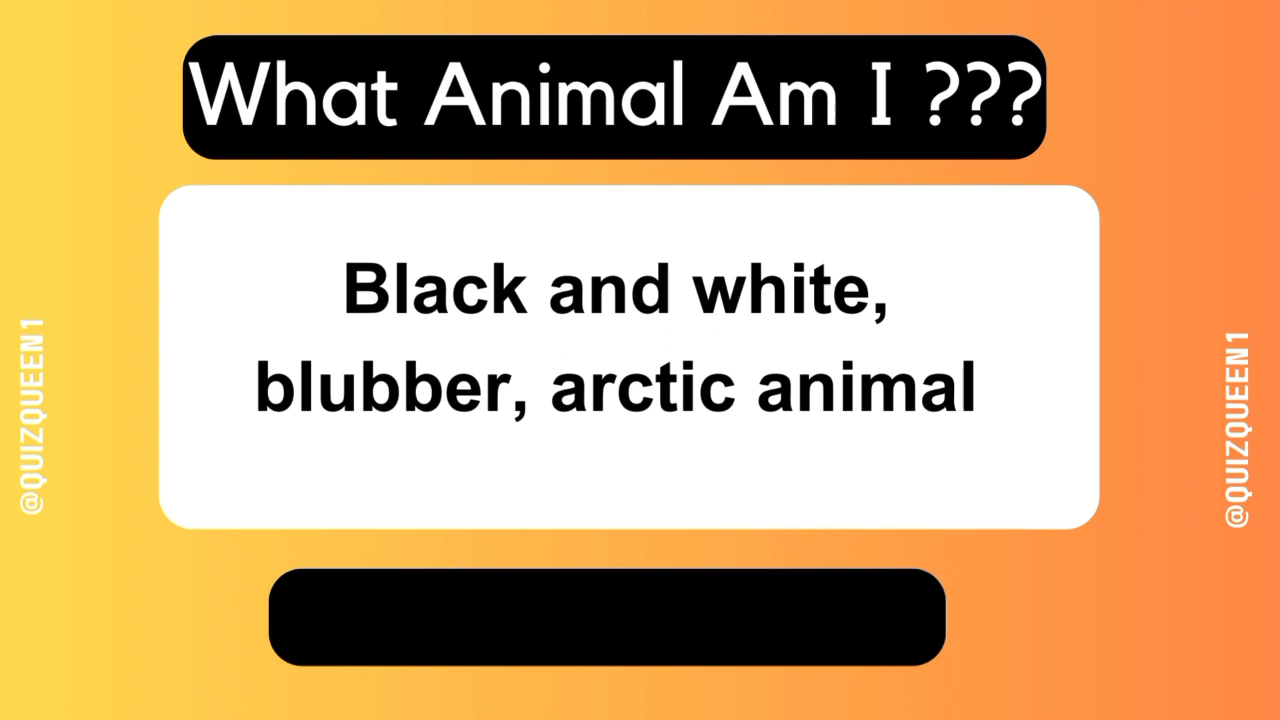 What Animal Am I ???
Black and white,
blubber, arctic animal
@QUIZQUEEN1
@QUIZQUEEN1